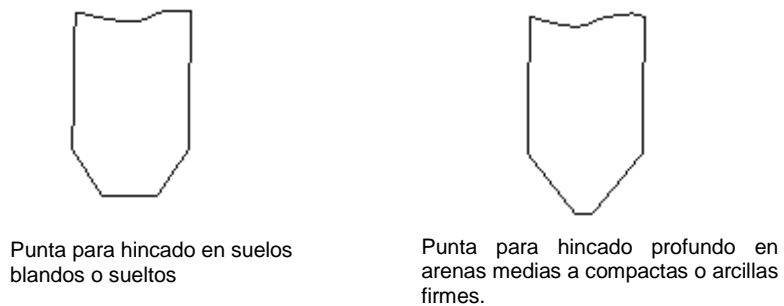 Punta para hincado en suelos
blandos o sueltos
Punta para hincado profundo en
arenas medias a compactas o arcillas
firmes.